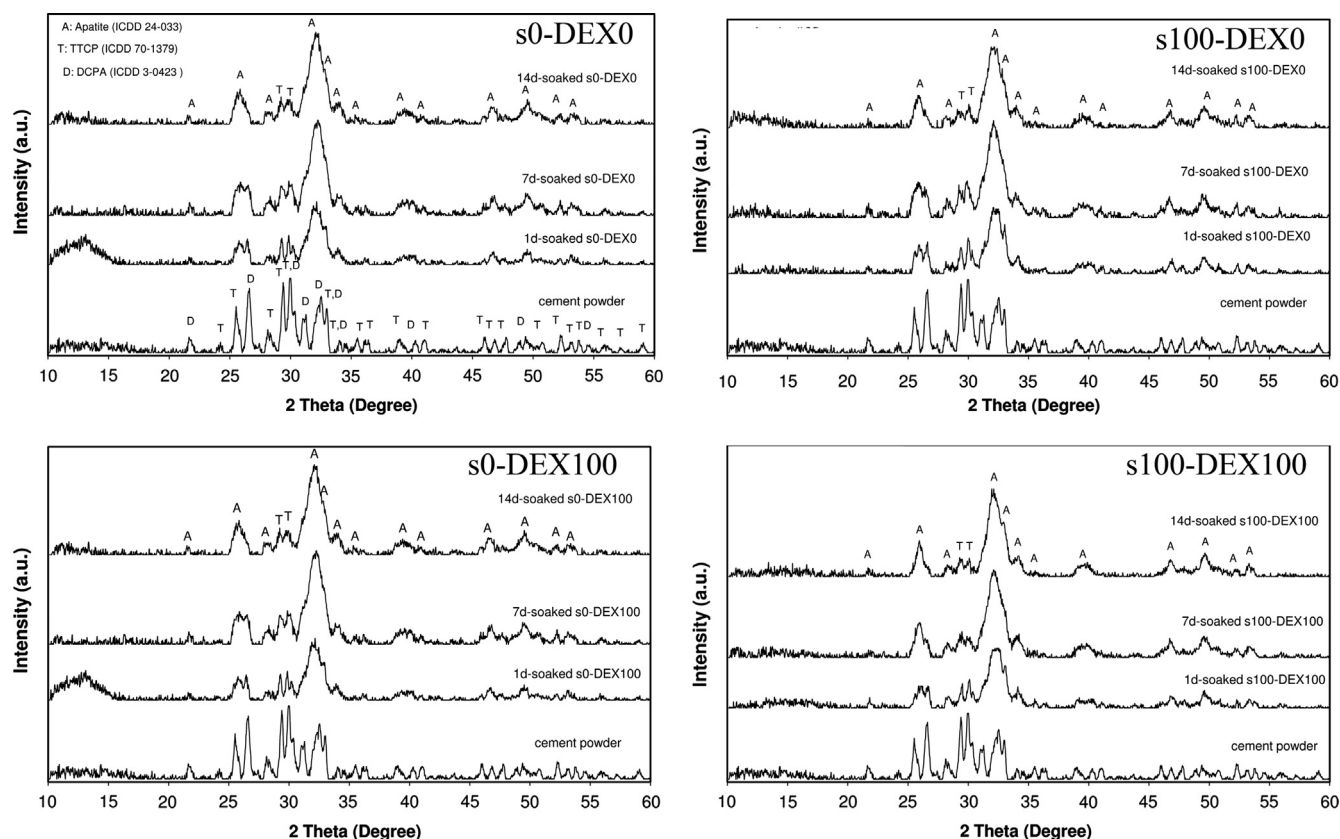 A: Apatite (ICDD 24-033)
T: TTCP (ICDD 70-1379)
D: DCPA (ICDD 3-0423 )
s0-DEX0
A
A
14d-soaked s0-DEX0
A A A T T A A A A A A A A
7d-soaked s0-DEX0
1d-soaked s0-DEX0
T T,D
cement powder
D T T D T D D T,D T,D T T T D T T T T D T T T T D T T T
Intensity (a.u.)
10 15 20 25 30 35 40 45 50 55 60
2 Theta (Degree)
s100-DEX0
A
A
14d-soaked s100-DEX0
A A A T T A A A A A A A A
7d-soaked s100-DEX0
1d-soaked s100-DEX0
cement powder
Intensity (a.u.)
10 15 20 25 30 35 40 45 50 55 60
2 Theta (Degree)
s0-DEX100
A
A
14d-soaked s0-DEX100
A A A T T A A A A A A A A
7d-soaked s0-DEX100
1d-soaked s0-DEX100
cement powder
Intensity (a.u.)
10 15 20 25 30 35 40 45 50 55 60
2 Theta (Degree)
s100-DEX100
A
A
14d-soaked s100-DEX100
A A A T T A A A A A A A
7d-soaked s100-DEX100
1d-soaked s100-DEX100
cement powder
Intensity (a.u.)
10 15 20 25 30 35 40 45 50 55 60
2 Theta (Degree)